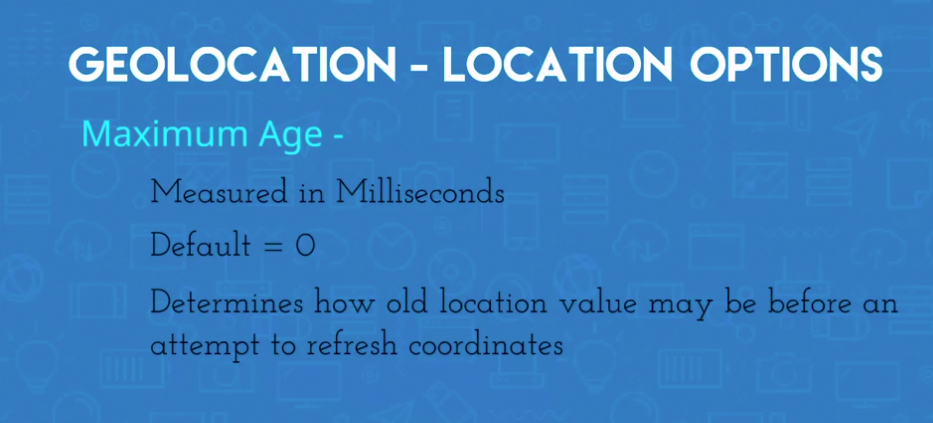 GEOLOCATION - LOCATION OPTIONS
Maximum Age -
Measured in Milliseconds
Default = 0
Determines how old location value may be before an
attempt to refresh coordinates